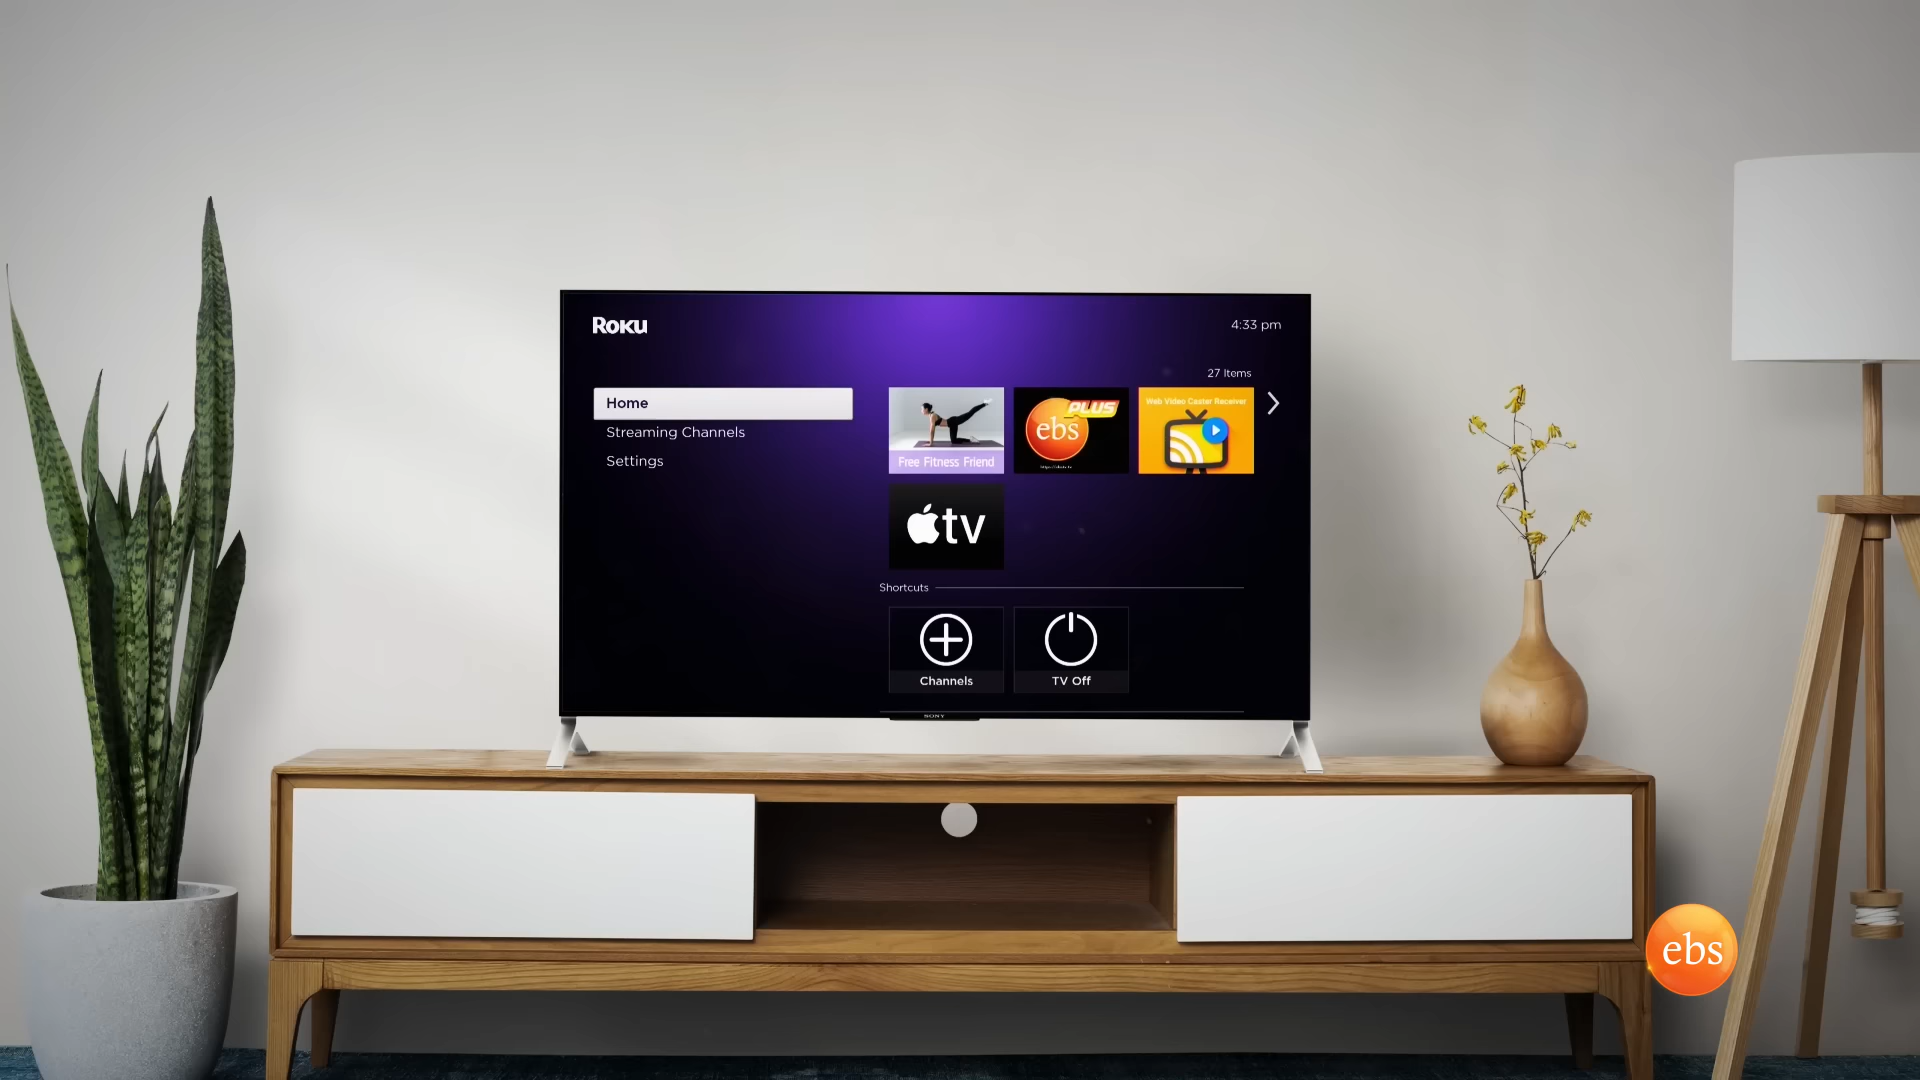 Roku
4:33 pm
27 Items
Home
Streaming Channels
Settings
Free Fitness Friend
ebs PLUS
Web Video Caster Receiver
tv
Shortcuts
Channels
TV Off
SONY
ebs